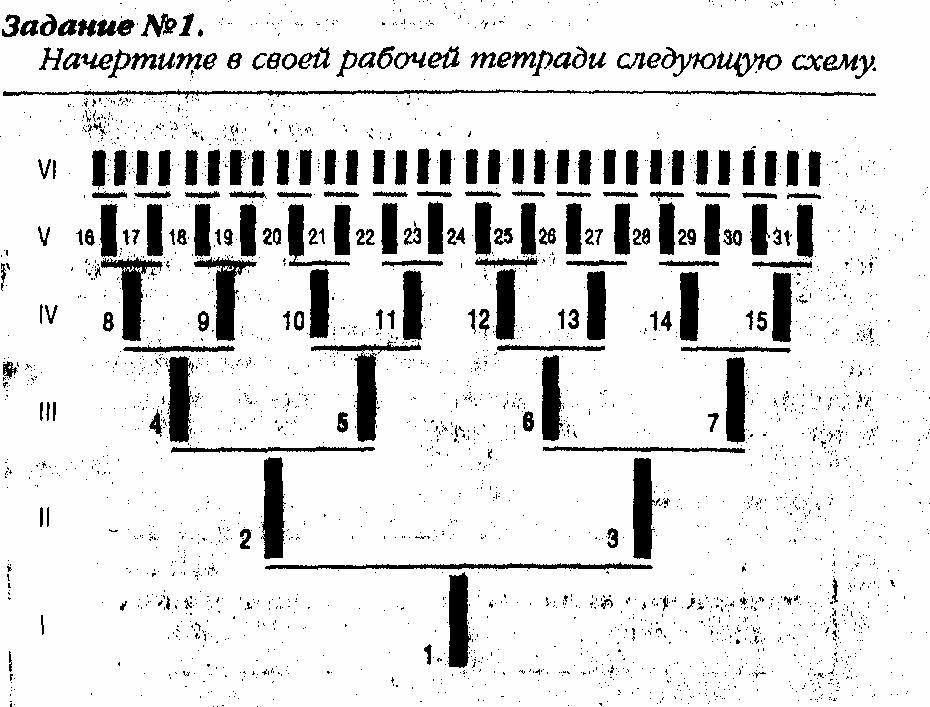 Задание №1.
Начертите в своей рабочей тетради следующую схему.
VI
V 16 17 18 19 20 21 22 23 24 25 26 27 28 29 30 31
IV 8 9 10 11 12 13 14 15
III 4 5 6 7
II 2 3
I 1